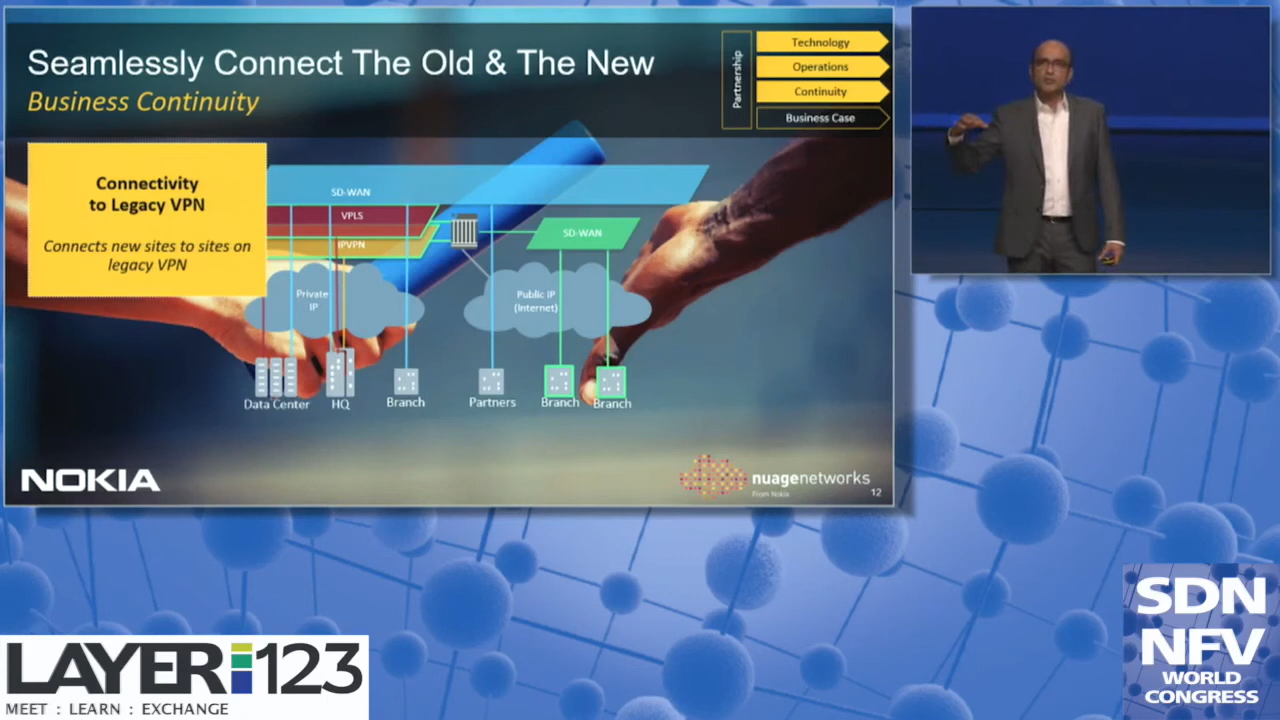 Seamlessly Connect The Old & The New
Business Continuity
Partnership
Technology
Operations
Continuity
Business Case
Connectivity
to Legacy VPN
Connects new sites to sites on
legacy VPN
SD-WAN
VPLS
IPVPN
SD-WAN
Private
IP
Public IP
(Internet)
Data Center
HQ
Branch
Partners
Branch
Branch
NOKIA
nuagenetworks
From Nokia
12
LAYER123
MEET : LEARN : EXCHANGE
SDN
NFV
WORLD
CONGRESS